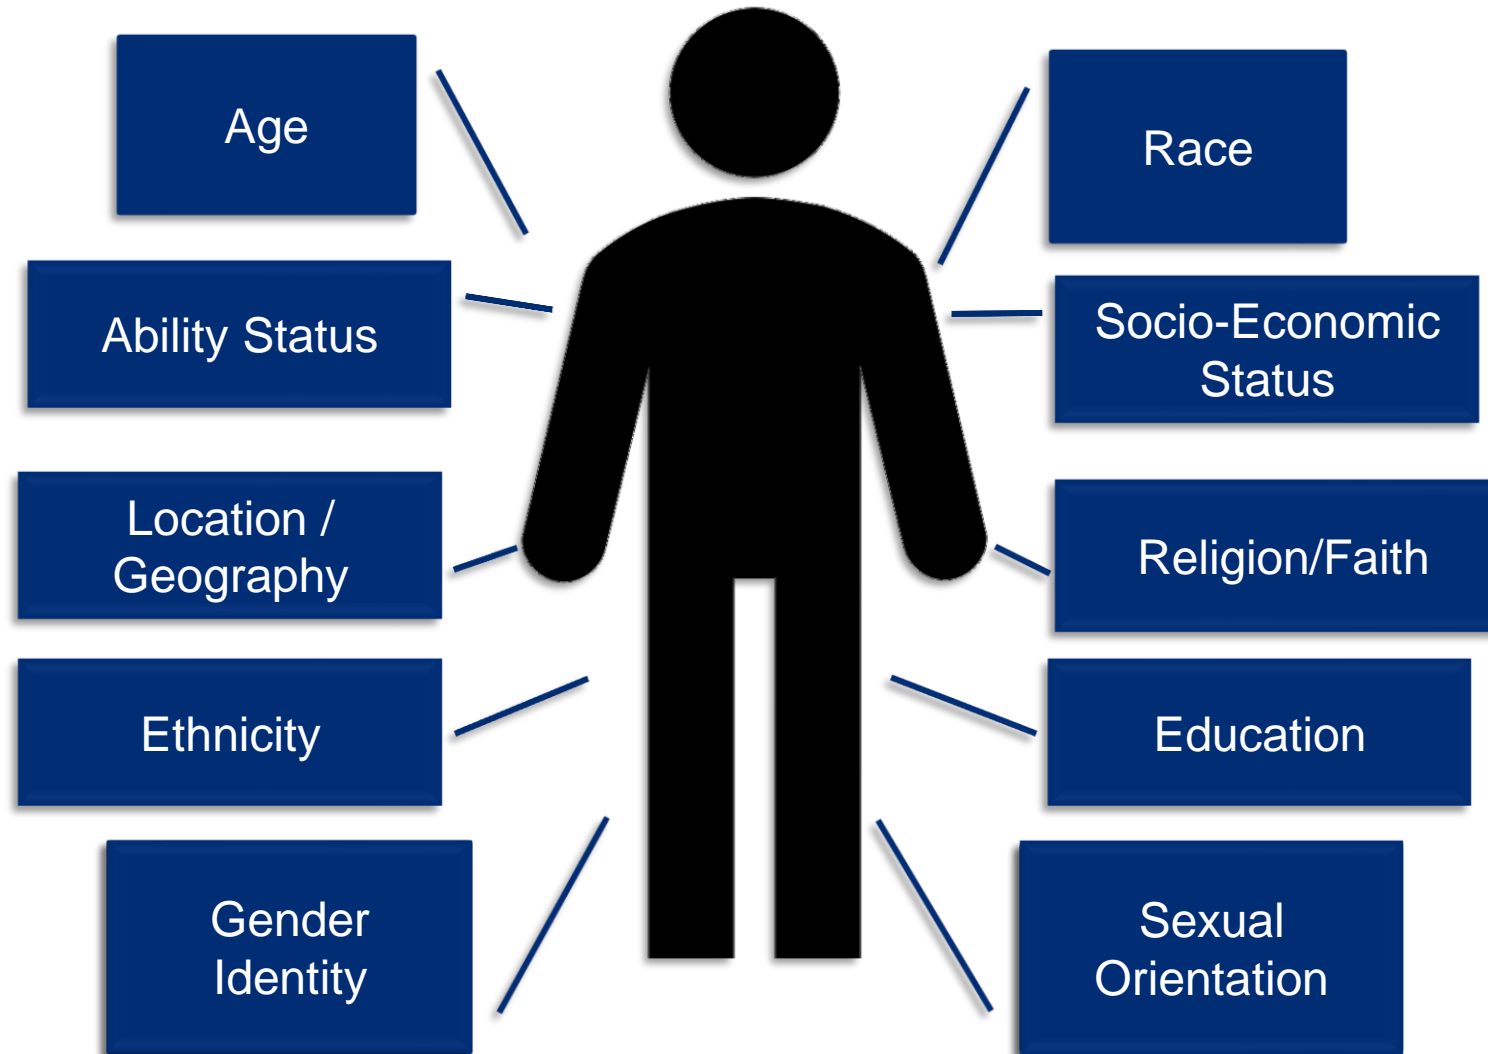 Age
Race
Ability Status
Socio-Economic
Status
Location /
Geography
Religion/Faith
Ethnicity
Education
Gender
Identity
Sexual
Orientation